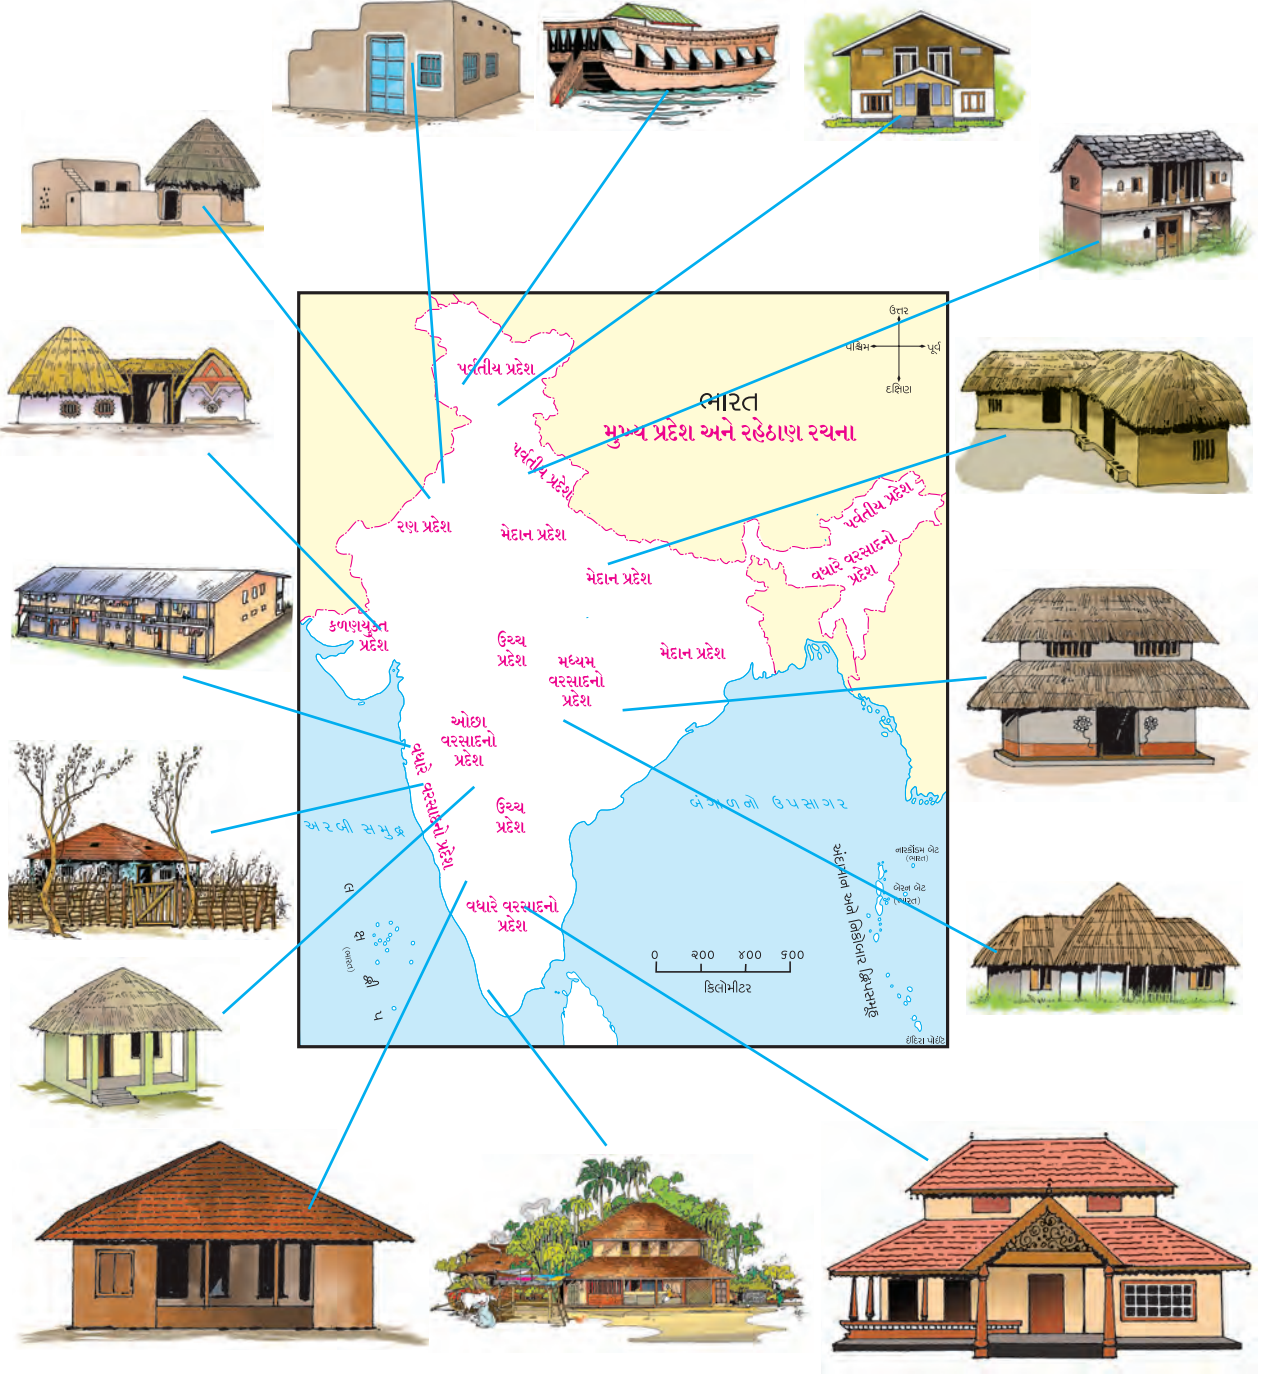 ઉત્તર
પશ્ચિમ
પૂર્વ
દક્ષિણ
ભારત
મુખ્ય પ્રદેશ અને રહેઠાણ રચના
પર્વતીય પ્રદેશ
પર્વતીય પ્રદેશ
પર્વતીય પ્રદેશ
રણ પ્રદેશ
મેદાન પ્રદેશ
વધારે વરસાદનો
પ્રદેશ
મેદાન પ્રદેશ
કળણયુક્ત
પ્રદેશ
ઉચ્ચ
પ્રદેશ
મેદાન પ્રદેશ
મધ્યમ
વરસાદનો
પ્રદેશ
ઓછા
વરસાદનો
પ્રદેશ
વધારે વરસાદનો પ્રદેશ
ઉચ્ચ
પ્રદેશ
બંગાળનો ઉપસાગર
અરબી સમુદ્ર
નારકોંડમ બેટ
(ભારત)
બેરન બેટ
(ભારત)
અંદામાન અને નિકોબાર દ્વિપસમૂહ
લ
ક્ષ
(ભારત)
દ્વી
પ
વધારે વરસાદનો
પ્રદેશ
૦ ૨૦૦ ૪૦૦ ૬૦૦
કિલોમીટર
ઇંદિરા પોઇંટ